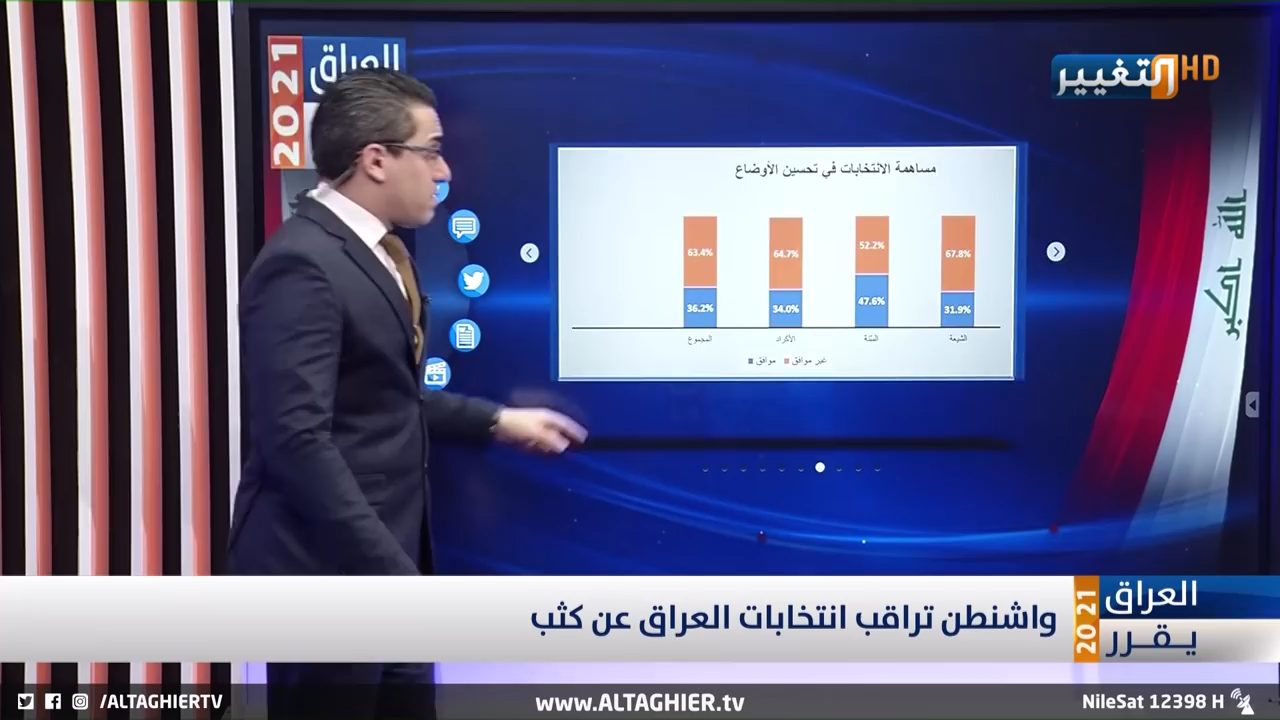 العراق
2021
التغيير HD
مساهمة الانتخابات في تحسين الأوضاع
63.4% 64.7% 52.2% 67.8%
36.2% 34.0% 47.6% 31.9%
المجموع الأكراد السنة الشيعة
موافق غير موافق
الله
اكبر
واشنطن تراقب انتخابات العراق عن كثب
العراق
يقرر
2021
/ALTAGHIERTV
www.ALTAGHIER.tv
NileSat 12398 H